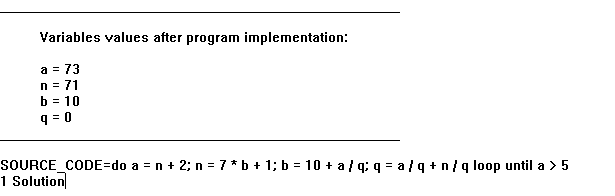 Variables values after program implementation:
a = 73
n = 71
b = 10
q = 0
SOURCE_CODE=do a = n + 2; n = 7 * b + 1; b = 10 + a / q; q = a / q + n / q loop until a > 5
1 Solution